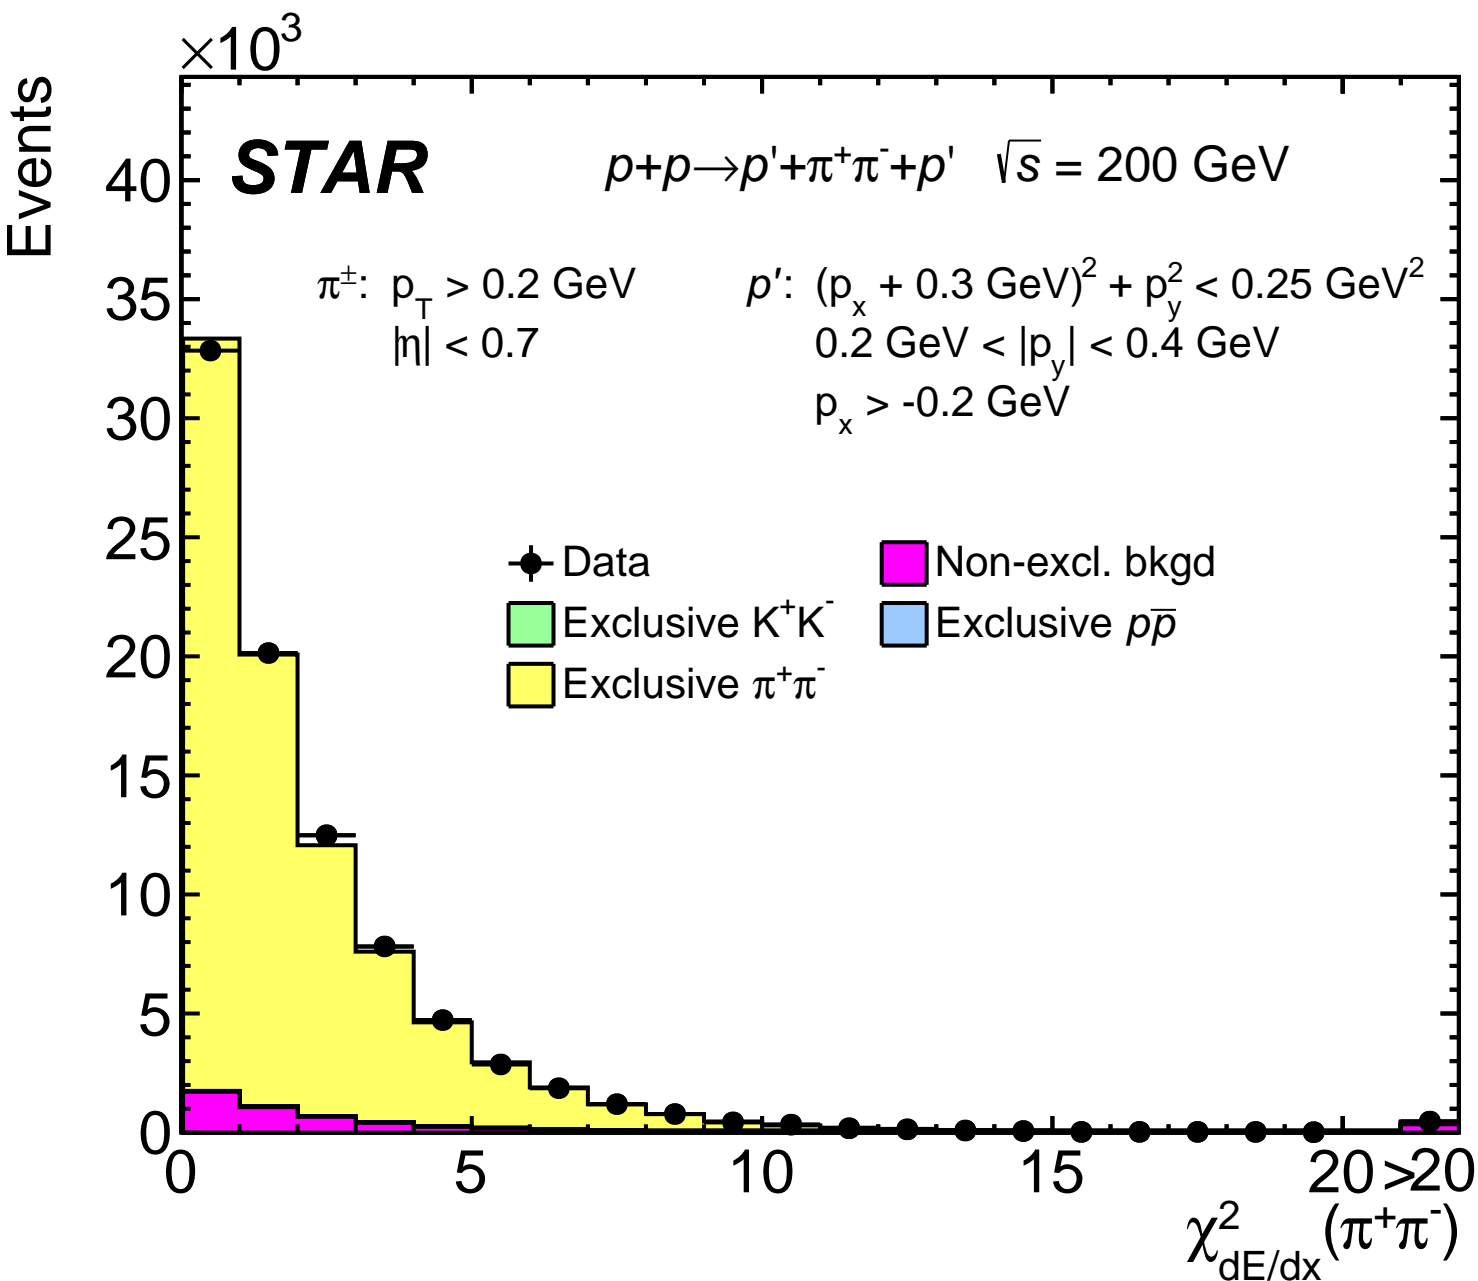 ×10³
Events
STAR p+p→p'+π⁺π⁻+p' √s = 200 GeV
π±: p_T > 0.2 GeV p': (p_x + 0.3 GeV)² + p_y² < 0.25 GeV²
|η| < 0.7 0.2 GeV < |p_y| < 0.4 GeV
p_x > -0.2 GeV
Data Non-excl. bkgd
Exclusive K⁺K⁻ Exclusive pp̅
Exclusive π⁺π⁻
40
35
30
25
20
15
10
5
0
0 5 10 15 20 >20
χ²_dE/dx(π⁺π⁻)